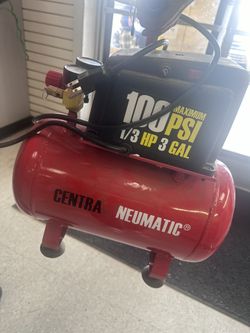 100 MAXIMUM PSI
1/3 HP 3 GAL
CENTRA NEUMATIC®